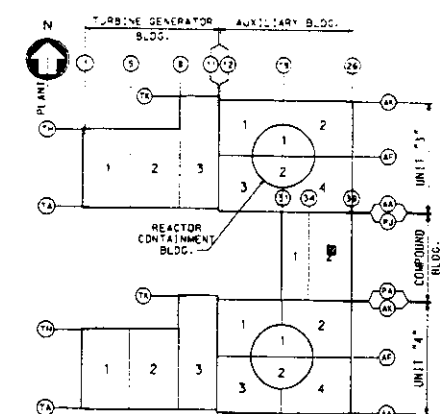 N
TURBINE GENERATOR BLDG.
AUXILIARY BLDG.
PLANT
1 5 8 11 12 15 26
TK
AK
TH
1 2
1
1 2 3
AF
2
3 4
UNIT "3"
TA
31 34 38
AA
PJ
REACTOR
CONTAINMENT
BLDG.
1 2
COMPOUND
BLDG.
TK
PA
AK
TH
1 2
1
1 2 3
AF
2
3 4
UNIT "4"
TA
AA